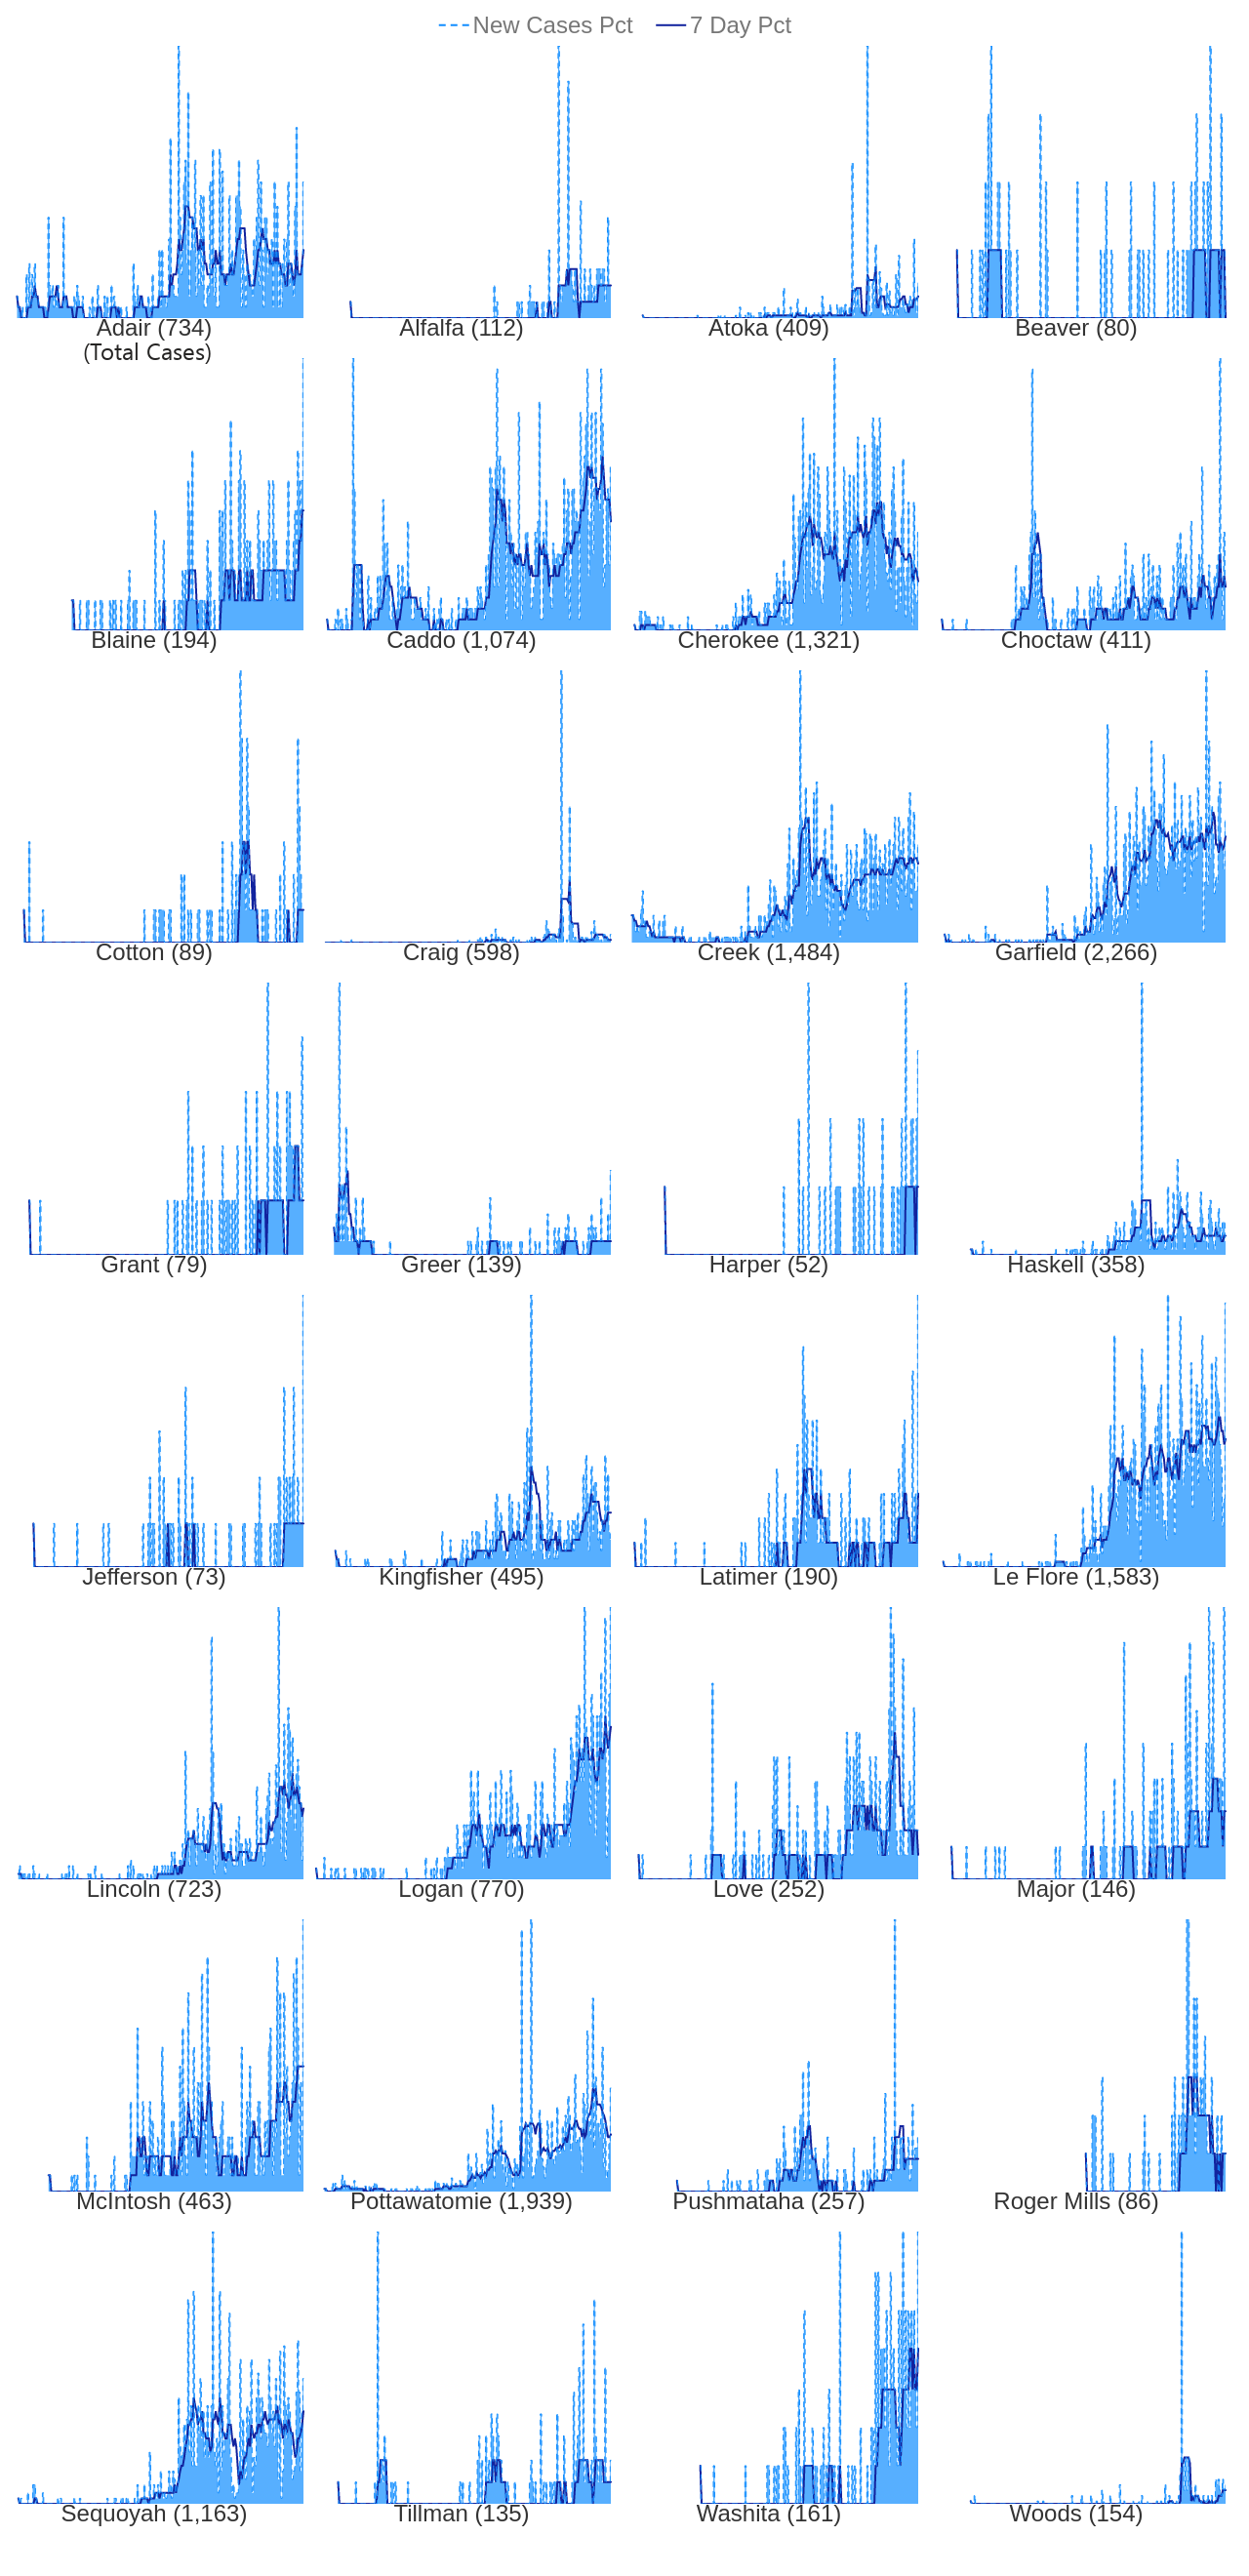 New Cases Pct 7 Day Pct
Adair (734) Alfalfa (112) Atoka (409) Beaver (80)
(Total Cases)
Blaine (194) Caddo (1,074) Cherokee (1,321) Choctaw (411)
Cotton (89) Craig (598) Creek (1,484) Garfield (2,266)
Grant (79) Greer (139) Harper (52) Haskell (358)
Jefferson (73) Kingfisher (495) Latimer (190) Le Flore (1,583)
Lincoln (723) Logan (770) Love (252) Major (146)
McIntosh (463) Pottawatomie (1,939) Pushmataha (257) Roger Mills (86)
Sequoyah (1,163) Tillman (135) Washita (161) Woods (154)